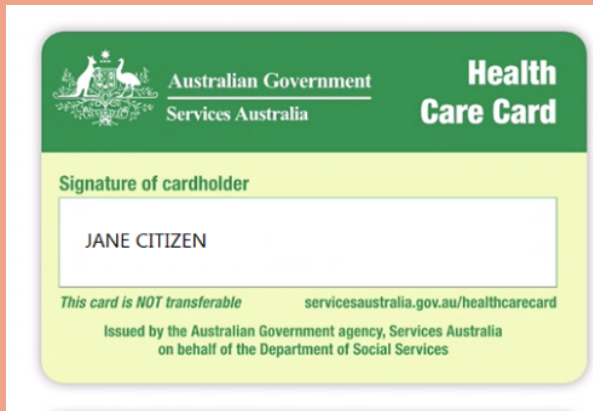 Australian Government
Services Australia
Health
Care Card
Signature of cardholder
JANE CITIZEN
This card is NOT transferable
servicesaustralia.gov.au/healthcarecard
Issued by the Australian Government agency, Services Australia
on behalf of the Department of Social Services